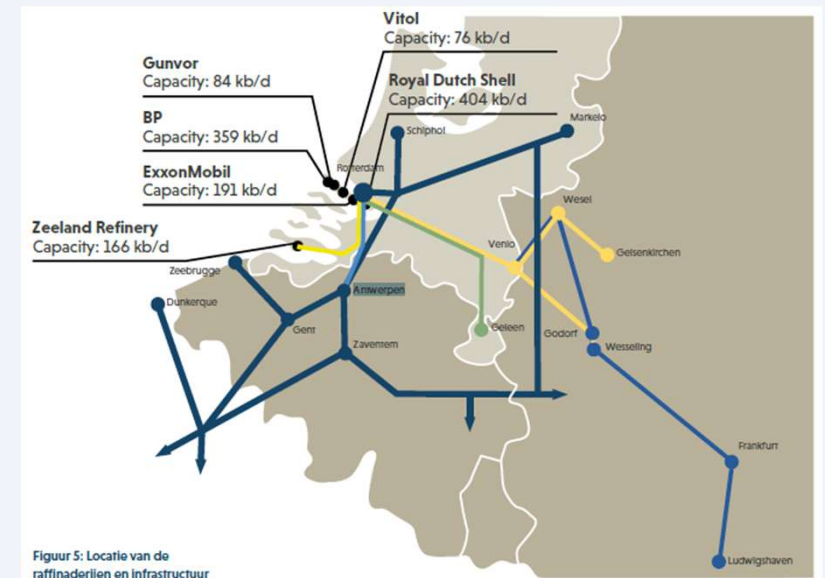 Vitol
Capacity: 76 kb/d
Gunvor
Capacity: 84 kb/d
Royal Dutch Shell
Capacity: 404 kb/d
BP
Capacity: 359 kb/d
Markelo
Schiphol
ExxonMobil
Capacity: 191 kb/d
Rotterdam
Wesel
Zeeland Refinery
Capacity: 166 kb/d
Venlo
Gelsenkirchen
Zeebrugge
Antwerpen
Dunkerque
Gent
Geleen
Godorf
Zaventem
Wesseling
Frankfurt
Ludwigshaven
Figuur 5: Locatie van de
raffinaderijen en infrastructuur